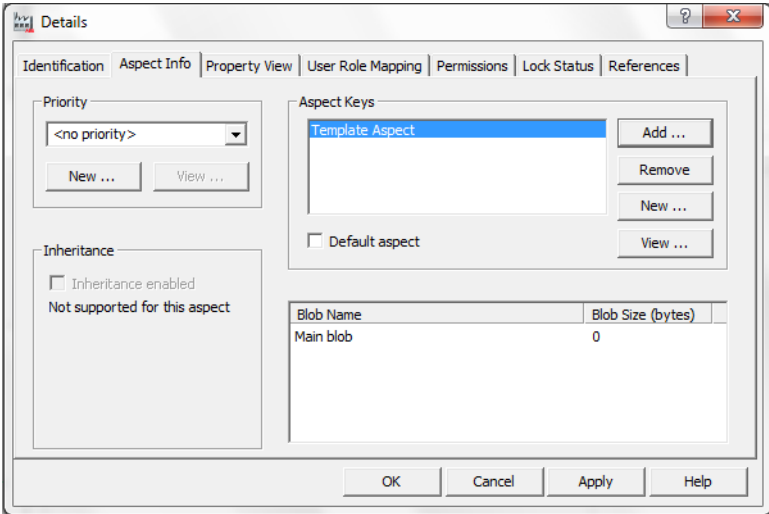 Details
Identification Aspect Info Property View User Role Mapping Permissions Lock Status References
Priority
<no priority>
New ... View ...
Aspect Keys
Template Aspect
Add ...
Remove
New ...
View ...
Default aspect
Inheritance
Inheritance enabled
Not supported for this aspect
Blob Name Blob Size (bytes)
Main blob 0
OK Cancel Apply Help